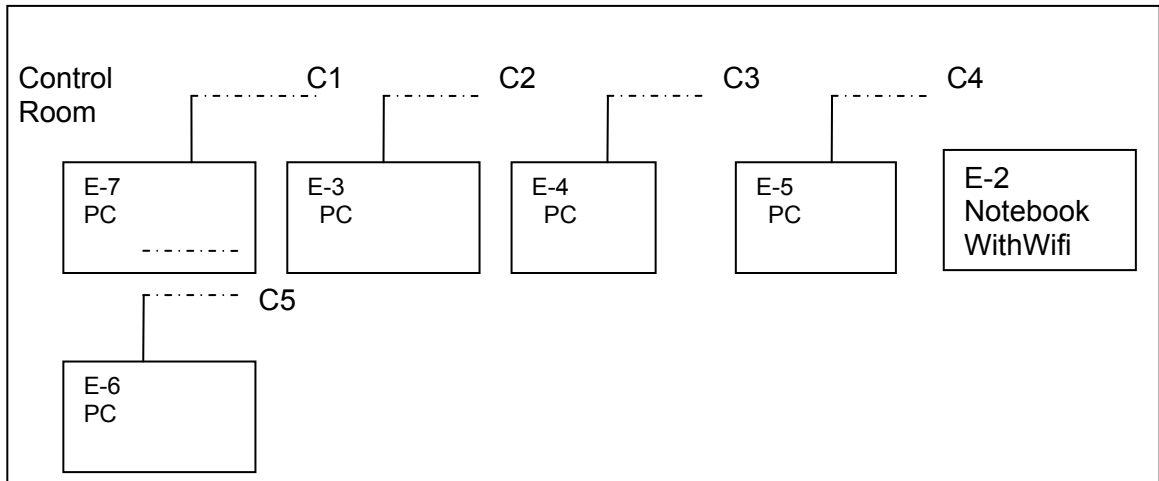 Control
Room
C1
C2
C3
C4
E-7
PC
E-3
PC
E-4
PC
E-5
PC
E-2
Notebook
WithWifi
C5
E-6
PC